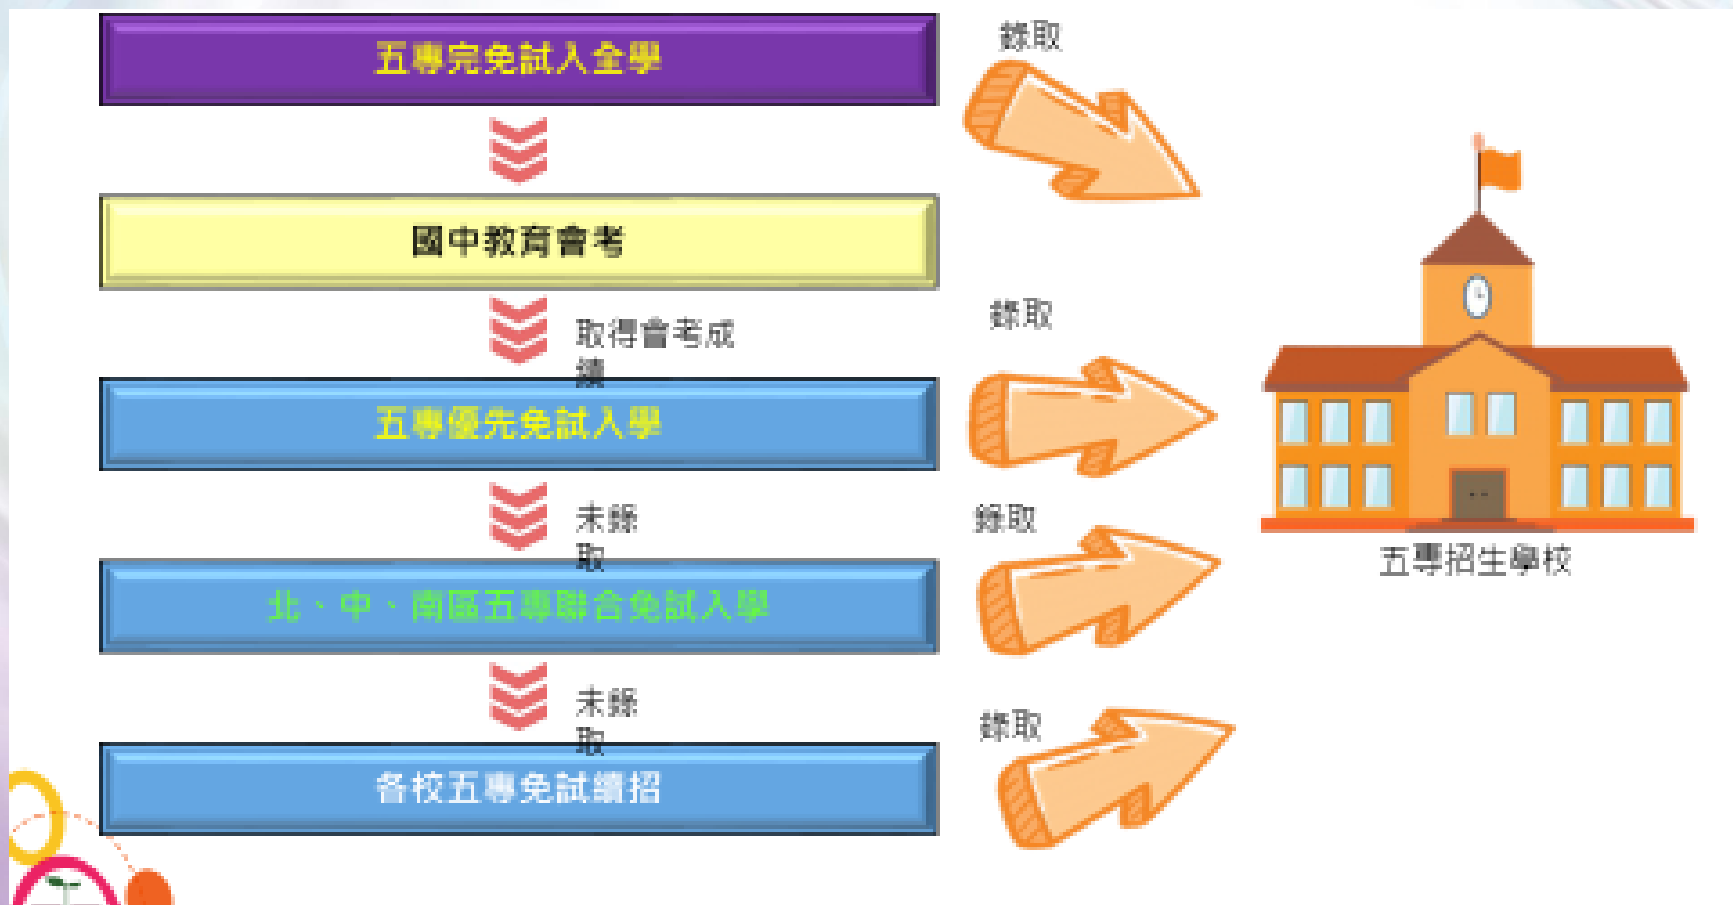 五專完免試入全學
錄取
國中教育會考
取得會考成
績
錄取
五專優先免試入學
未錄
取
錄取
五專招生學校
北、中、南區五專聯合免試入學
未錄
取
錄取
各校五專免試續招